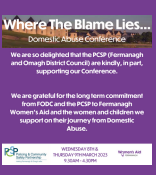 Where The Blame Lies...
Domestic Abuse Conference
We are so delighted that the PCSP (Fermanagh
and Omagh District Council) are kindly, in part,
supporting our Conference.
We are grateful for the long term commitment
from FODC and the PCSP to Fermanagh
Women's Aid and the women and children we
support on their journey from Domestic
Abuse.
PCSP
Policing & Community
Safety Partnership
WEDNESDAY 8TH &
THURSDAY 9TH MARCH 2023
9:30AM - 4:30PM
Women's Aid